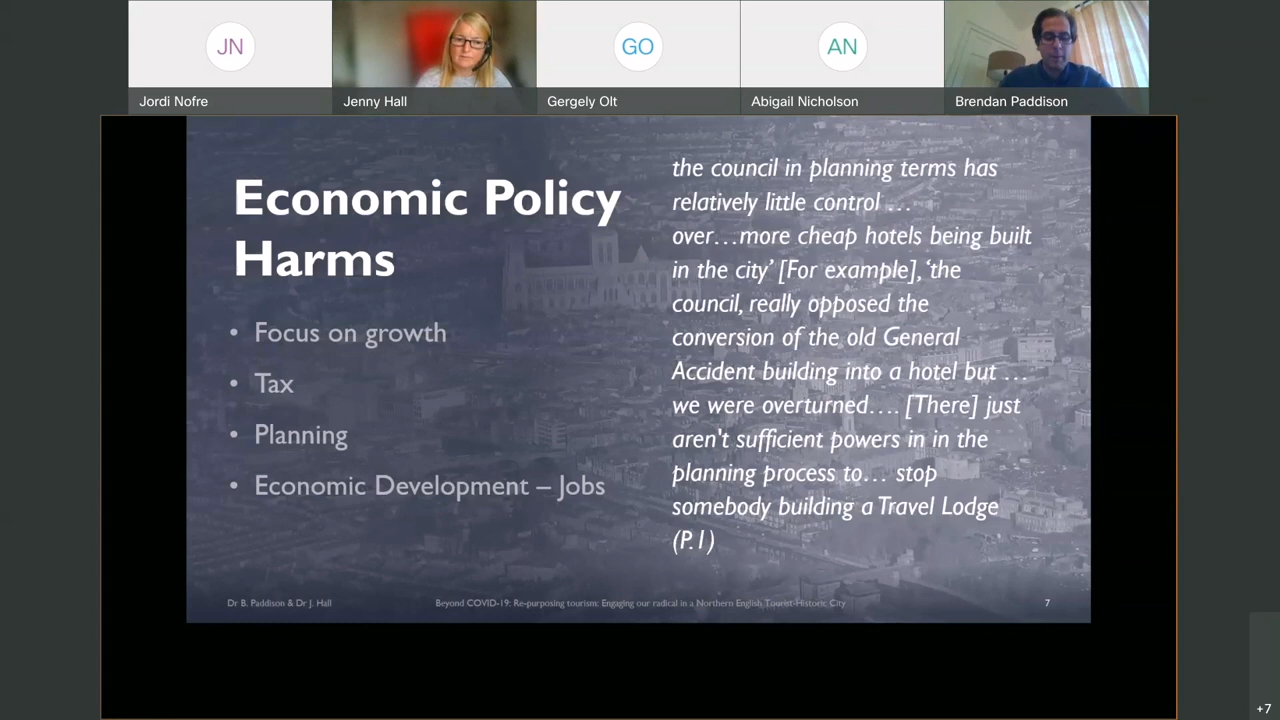 JN
GO
AN
Jordi Nofre
Jenny Hall
Gergely Olt
Abigail Nicholson
Brendan Paddison
Economic Policy
Harms
• Focus on growth
• Tax
• Planning
• Economic Development – Jobs
the council in planning terms has
relatively little control …
over…more cheap hotels being built
in the city’ [For example], ‘the
council, really opposed the
conversion of the old General
Accident building into a hotel but …
we were overturned…. [There] just
aren't sufficient powers in in the
planning process to… stop
somebody building a Travel Lodge
(P.1)
Dr B. Paddison & Dr J. Hall
Beyond COVID-19: Re-purposing tourism: Engaging our radical in a Northern English Tourist-Historic City
7
+7